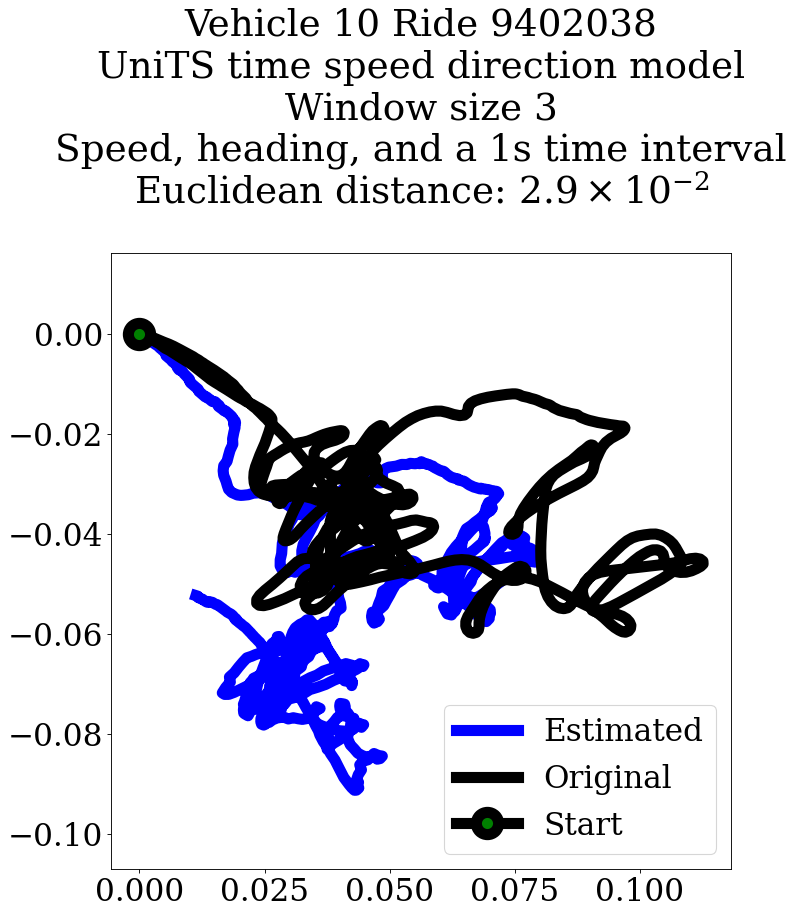 Vehicle 10 Ride 9402038
UniTS time speed direction model
Window size 3
Speed, heading, and a 1s time interval
Euclidean distance: 2.9 × 10⁻²
0.00
−0.02
−0.04
−0.06
−0.08
−0.10
Estimated
Original
Start
0.000 0.025 0.050 0.075 0.100